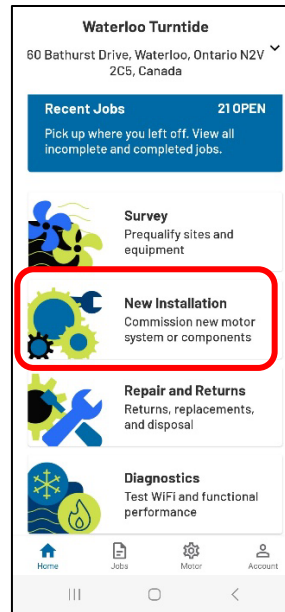 Waterloo Turntide
60 Bathurst Drive, Waterloo, Ontario N2V
2C5, Canada
Recent Jobs 21 OPEN
Pick up where you left off. View all
incomplete and completed jobs.
Survey
Prequalify sites and
equipment
New Installation
Commission new motor
system or components
Repair and Returns
Returns, replacements,
and disposal
Diagnostics
Test WiFi and functional
performance
Home Jobs Motor Account